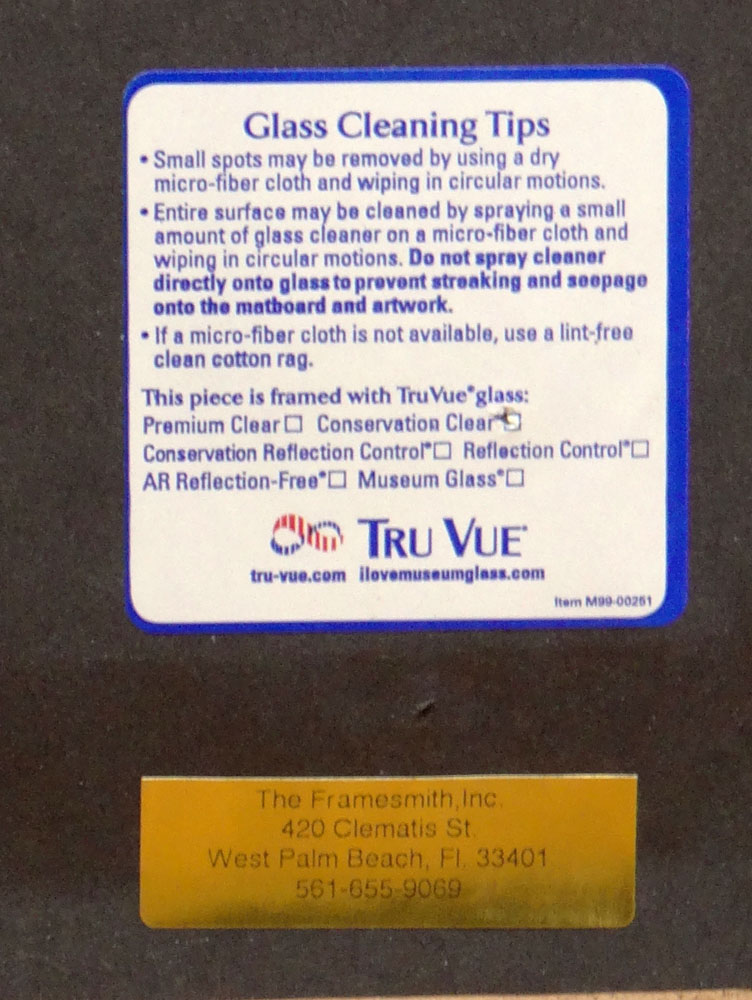 Glass Cleaning Tips
• Small spots may be removed by using a dry
micro-fiber cloth and wiping in circular motions.
• Entire surface may be cleaned by spraying a small
amount of glass cleaner on a micro-fiber cloth and
wiping in circular motions. Do not spray cleaner
directly onto glass to prevent streaking and seepage
onto the matboard and artwork.
• If a micro-fiber cloth is not available, use a lint-free
clean cotton rag.
This piece is framed with Tru Vue® glass:
Premium Clear ☐ Conservation Clear® ☐
Conservation Reflection Control® ☐ Reflection Control® ☐
AR Reflection-Free® ☐ Museum Glass® ☐
TRU VUE®
tru-vue.com ilovemuseumglass.com
Item M99-00251
The Framesmith,Inc.
420 Clematis St.
West Palm Beach, Fl. 33401
561-655-9069